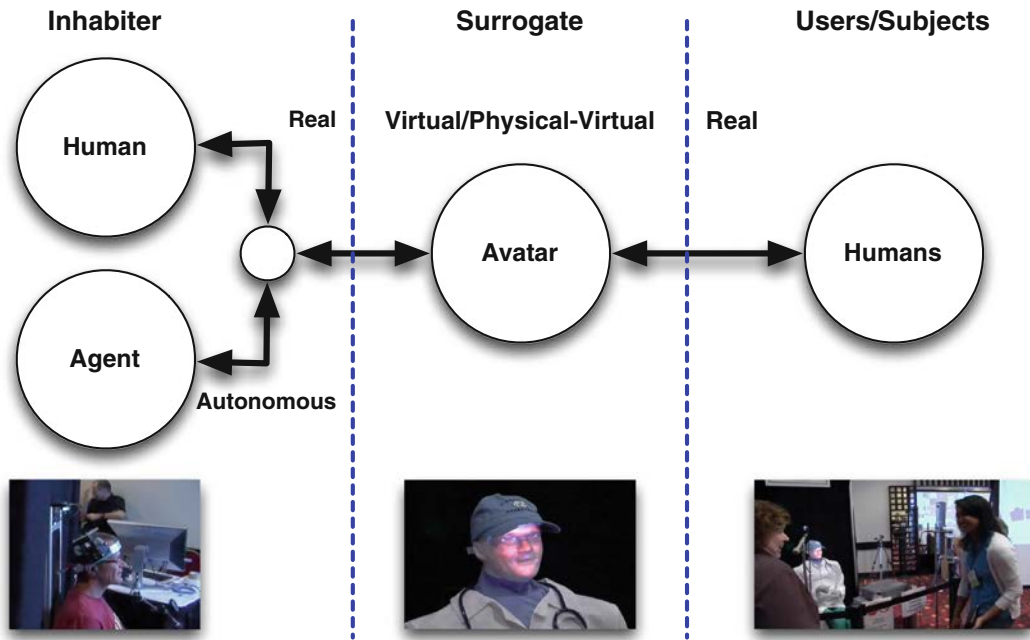 Inhabiter
Surrogate
Users/Subjects
Real
Virtual/Physical-Virtual
Real
Human
Avatar
Humans
Agent
Autonomous